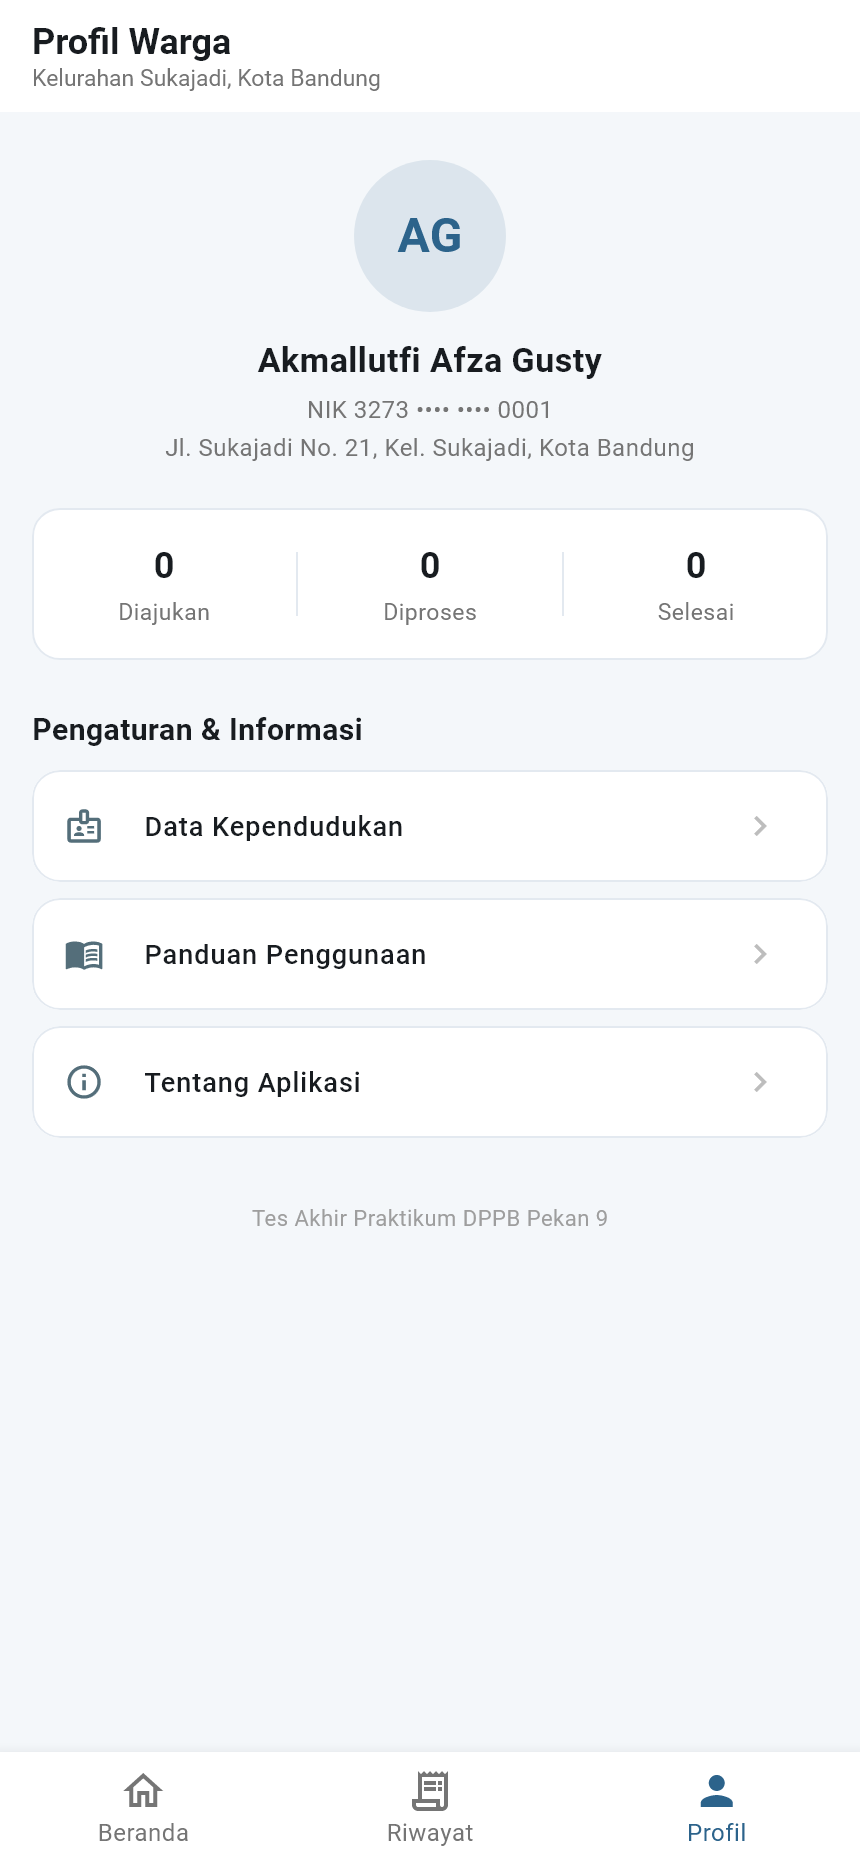 Profil Warga
Kelurahan Sukajadi, Kota Bandung
AG
Akmallutfi Afza Gusty
NIK 3273 •••• •••• 0001
Jl. Sukajadi No. 21, Kel. Sukajadi, Kota Bandung
0 0 0
Diajukan Diproses Selesai
Pengaturan & Informasi
Data Kependudukan
Panduan Penggunaan
Tentang Aplikasi
Tes Akhir Praktikum DPPB Pekan 9
Beranda Riwayat Profil